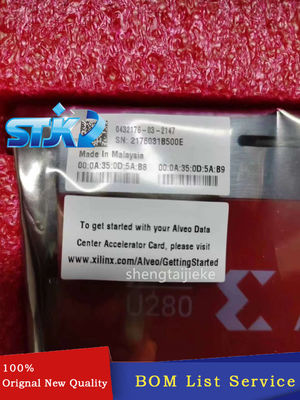 STJK
0432178-03-2147
SN: 21760318500E
Made in Malaysia
00:0A:35:0D:5A:B8 00:0A:35:0D:5A:B9
To get started with your Alveo Data
Center Accelerator Card, please visit
www.xilinx.com/Alveo/GettingStarted
shengtaijieke
U280
100%
Orignal New Quality
BOM List Service